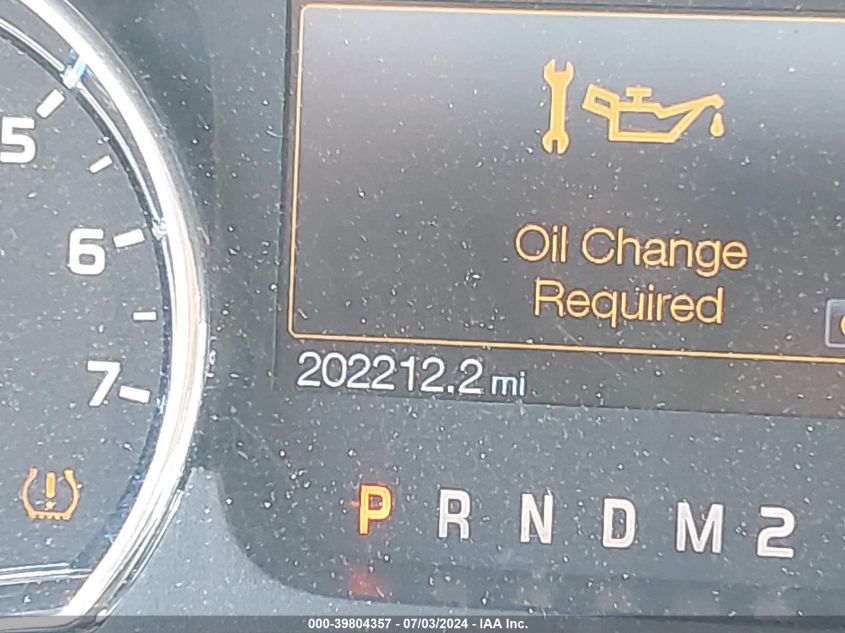 5
6
7
Oil Change
Required
202212.2 mi
P R N D M 2
000-39804357 - 07/03/2024 - IAA Inc.